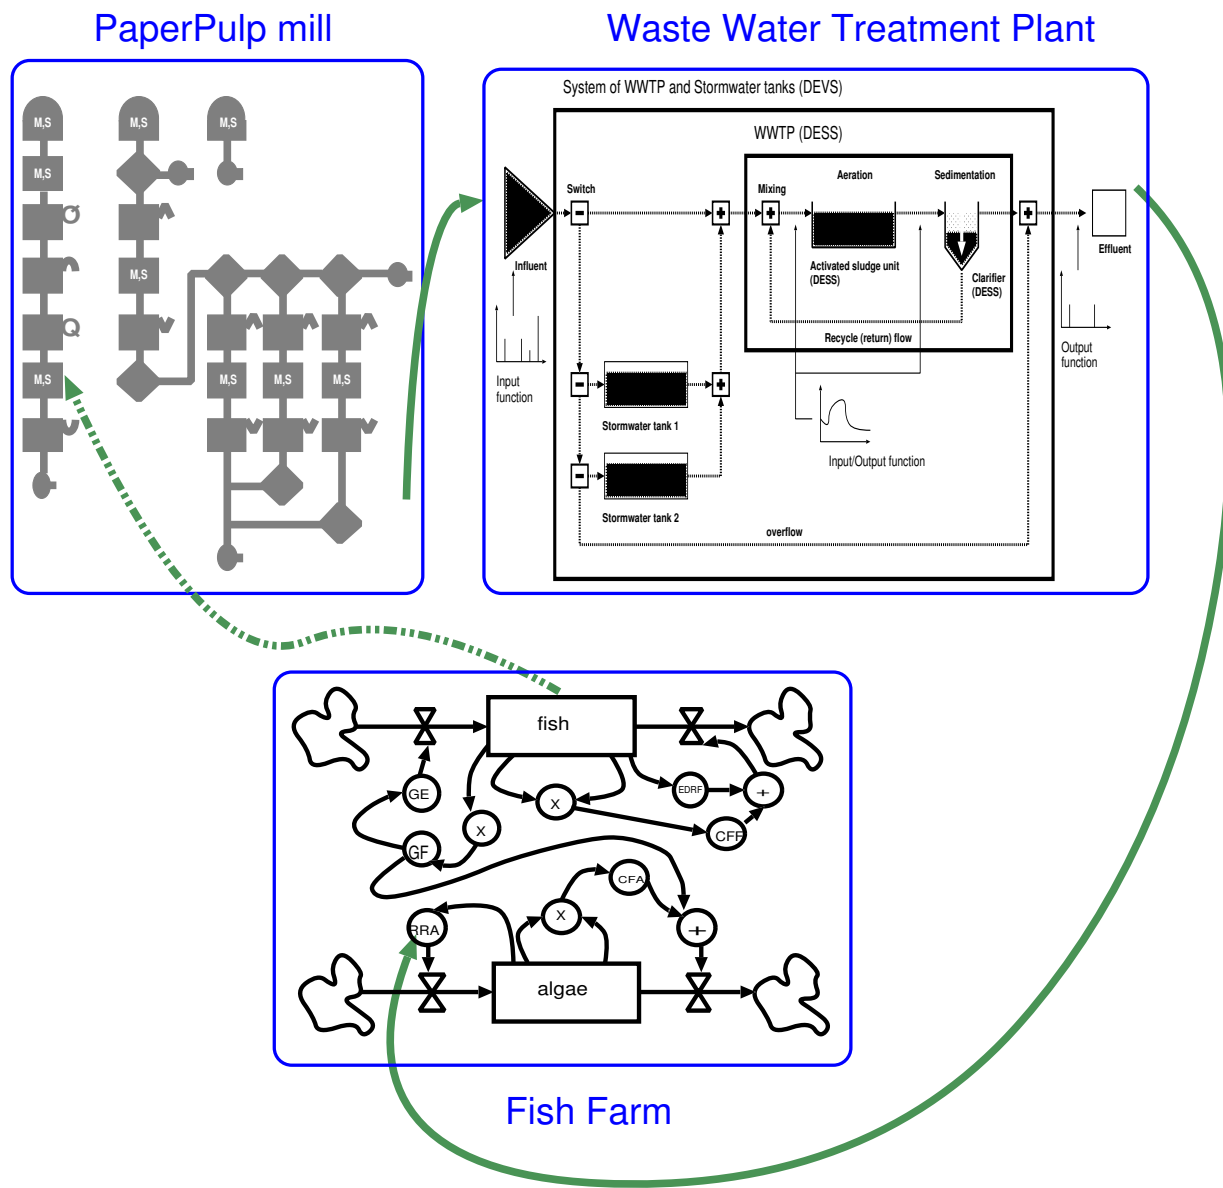 PaperPulp mill
Waste Water Treatment Plant
M,S
M,S
M,S
M,S
Q
M,S
Q
M,S
M,S
M,S
M,S
System of WWTP and Stormwater tanks (DEVS)
WWTP (DESS)
Switch
Mixing
Aeration
Sedimentation
Influent
Effluent
Activated sludge unit
(DESS)
Clarifier
(DESS)
Recycle (return) flow
Input
function
Output
function
Stormwater tank 1
Input/Output function
Stormwater tank 2
overflow
fish
GE
EDRF
+
X
X
CFF
GF
CFA
X
RRA
+
algae
Fish Farm